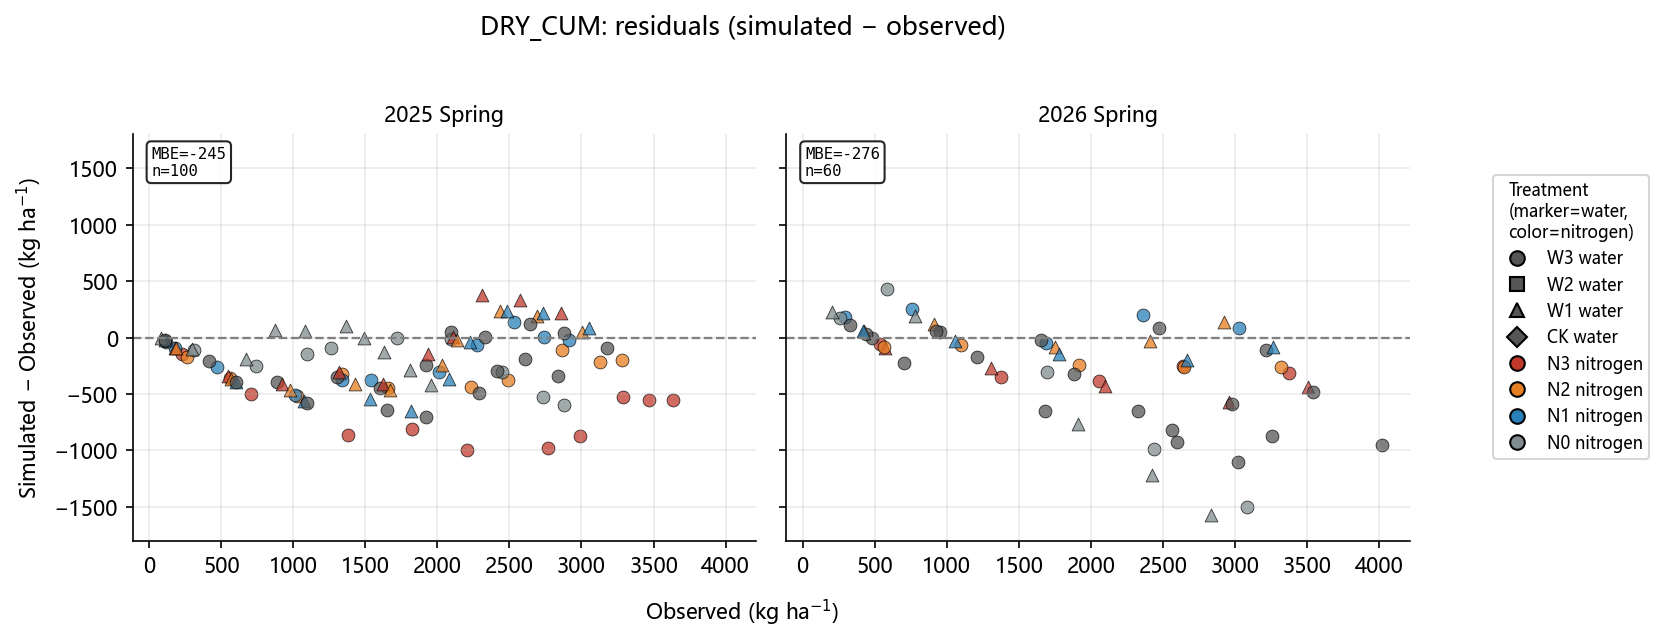 DRY_CUM: residuals (simulated − observed)
2025 Spring
2026 Spring
MBE=-245
n=100
MBE=-276
n=60
Simulated − Observed (kg ha⁻¹)
1500
1000
500
0
−500
−1000
−1500
0 500 1000 1500 2000 2500 3000 3500 4000
0 500 1000 1500 2000 2500 3000 3500 4000
Observed (kg ha⁻¹)
Treatment
(marker=water,
color=nitrogen)
W3 water
W2 water
W1 water
CK water
N3 nitrogen
N2 nitrogen
N1 nitrogen
N0 nitrogen